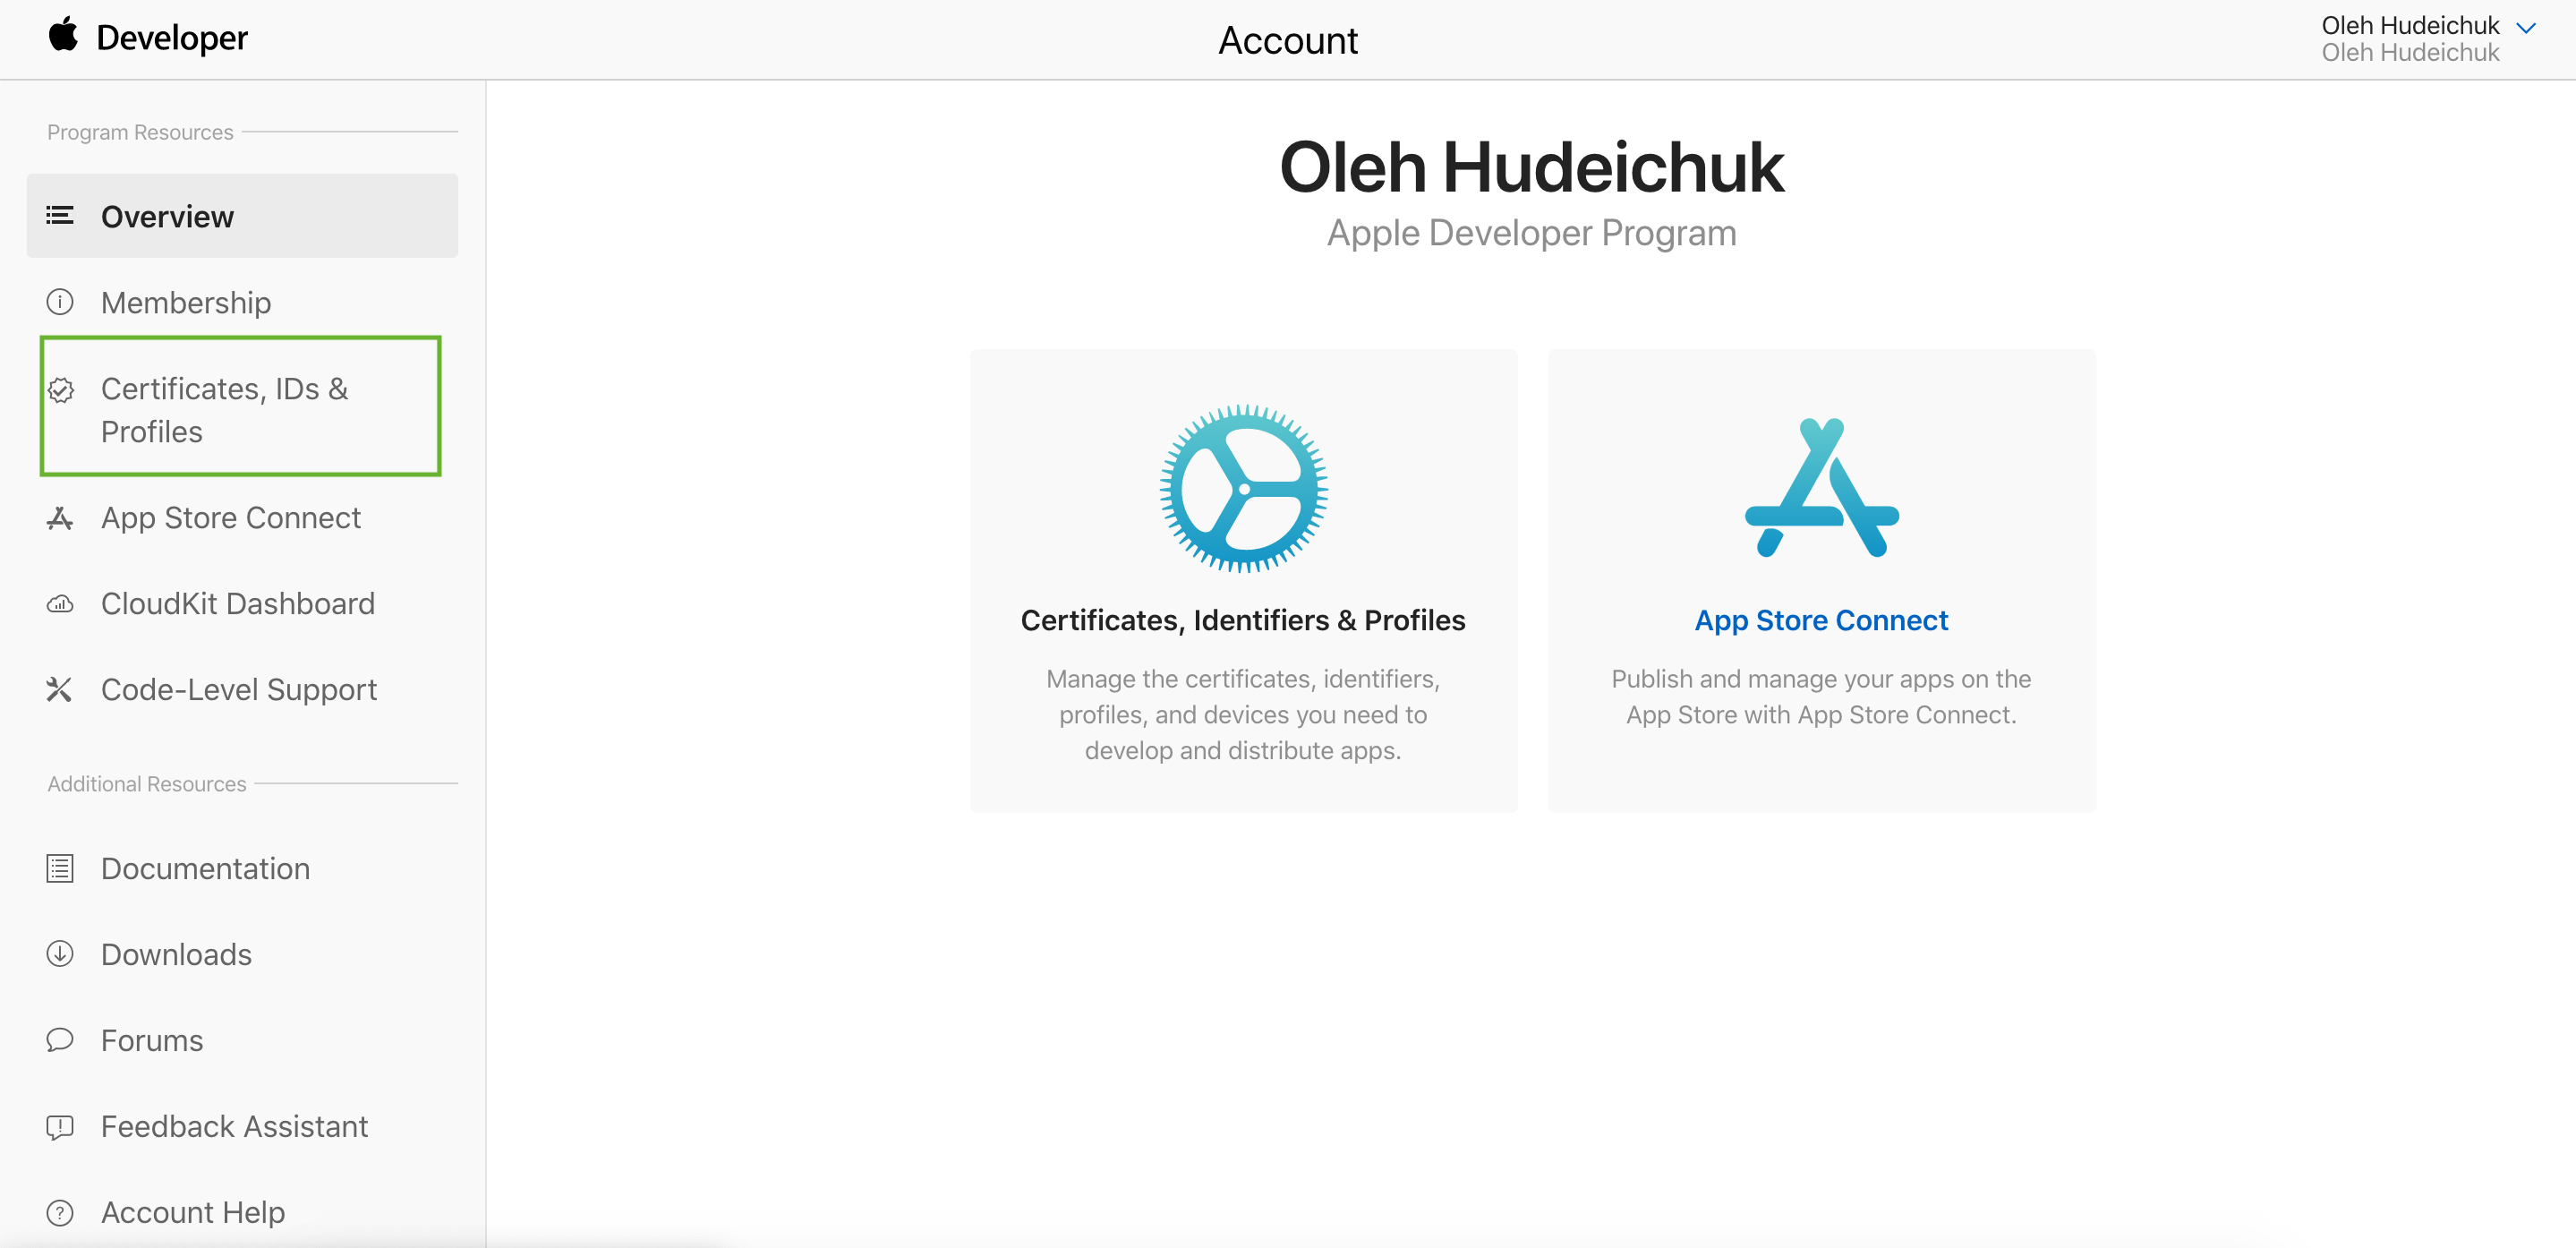 Developer
Account
Oleh Hudeichuk
Oleh Hudeichuk
Program Resources
Overview
Membership
Certificates, IDs &
Profiles
App Store Connect
CloudKit Dashboard
Code-Level Support
Additional Resources
Documentation
Downloads
Forums
Feedback Assistant
Account Help
Oleh Hudeichuk
Apple Developer Program
Certificates, Identifiers & Profiles
Manage the certificates, identifiers,
profiles, and devices you need to
develop and distribute apps.
App Store Connect
Publish and manage your apps on the
App Store with App Store Connect.